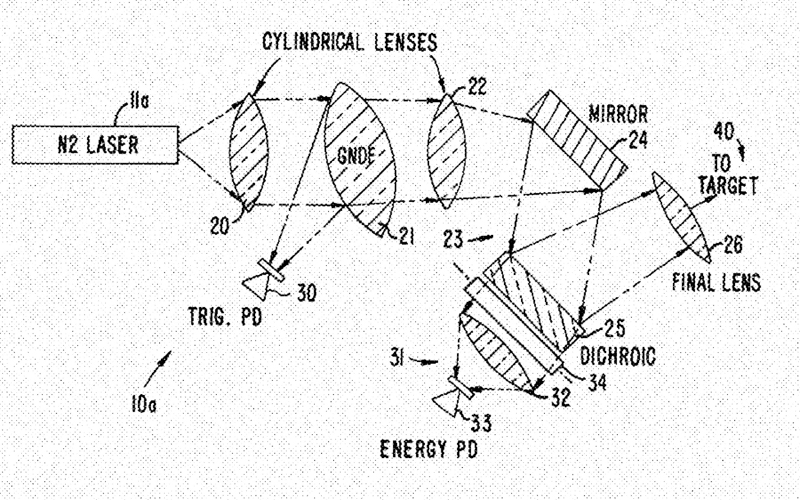 CYLINDRICAL LENSES
11a
N2 LASER
22
MIRROR
24
40
TO
TARGET
GNDF
20
21
23
26
FINAL LENS
30
TRIG. PD
25
DICHROIC
31
34
32
10a
33
ENERGY PD